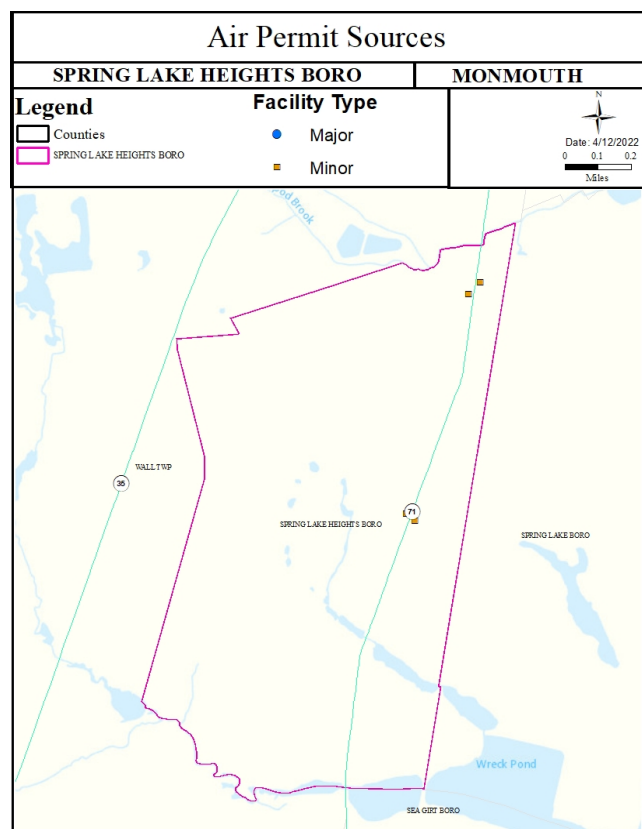 Air Permit Sources
SPRING LAKE HEIGHTS BORO
MONMOUTH
Legend
Counties
SPRING LAKE HEIGHTS BORO
Facility Type
Major
Minor
N
Date: 4/12/2022
0 0.1 0.2
Miles
Brook
WALL TWP
35
71
SPRING LAKE HEIGHTS BORO
SPRING LAKE BORO
Wreck Pond
SEA GIRT BORO